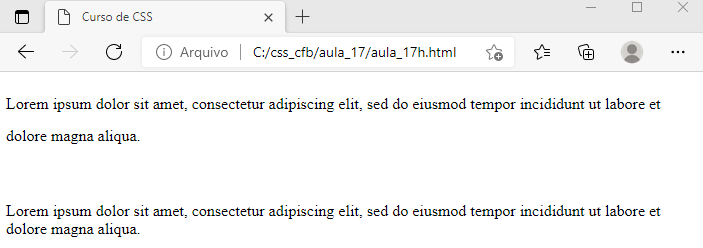 Curso de CSS
Arquivo | C:/css_cfb/aula_17/aula_17h.html
Lorem ipsum dolor sit amet, consectetur adipiscing elit, sed do eiusmod tempor incididunt ut labore et
dolore magna aliqua.
Lorem ipsum dolor sit amet, consectetur adipiscing elit, sed do eiusmod tempor incididunt ut labore et
dolore magna aliqua.